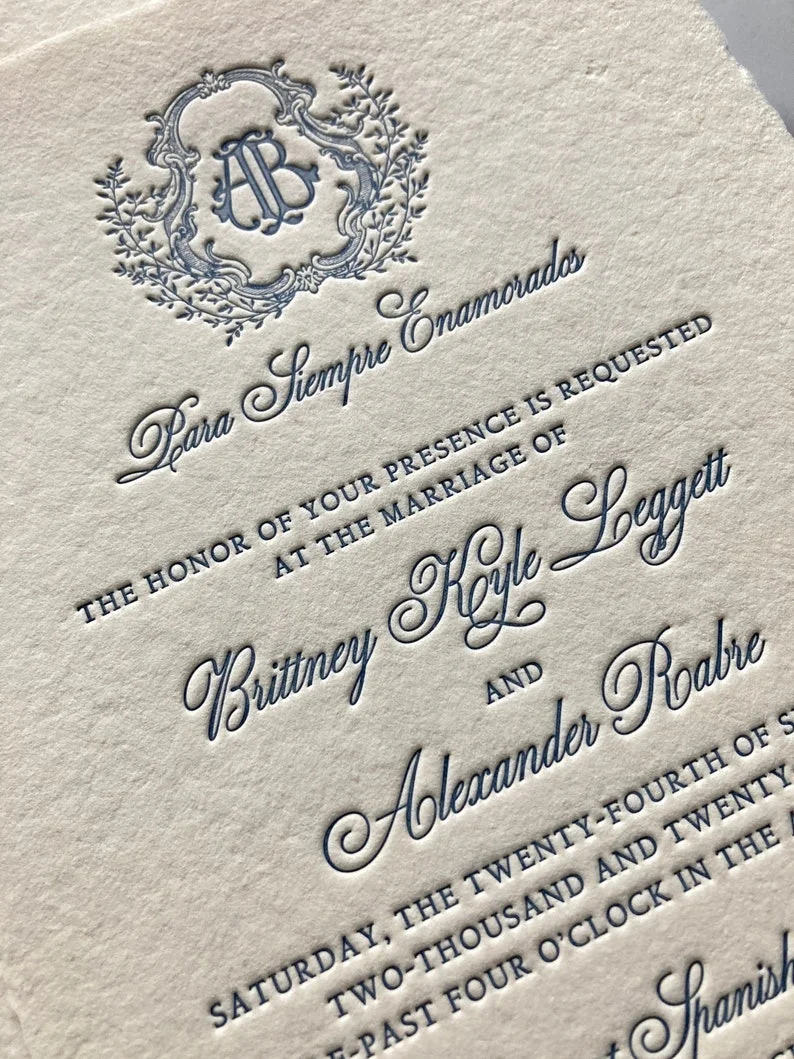 AB
Para Siempre Enamorados
THE HONOR OF YOUR PRESENCE IS REQUESTED
AT THE MARRIAGE OF
Brittney Kyle Leggett
AND
Alexander Rabre
SATURDAY, THE TWENTY-FOURTH OF S
TWO-THOUSAND AND TWENTY
E-PAST FOUR O'CLOCK IN THE A
t Spanish